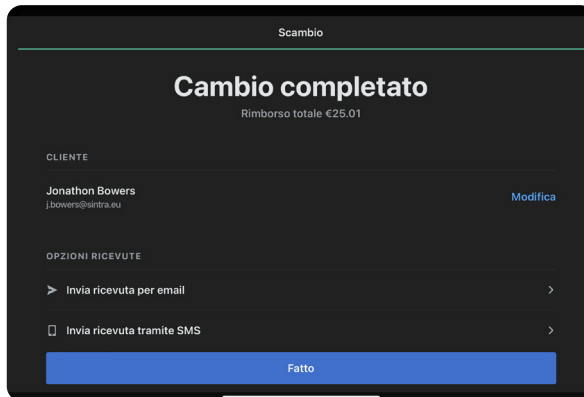 Scambio
Cambio completato
Rimborso totale €25.01
CLIENTE
Jonathon Bowers
j.bowers@sintra.eu
Modifica
OPZIONI RICEVUTE
Invia ricevuta per email
Invia ricevuta tramite SMS
Fatto